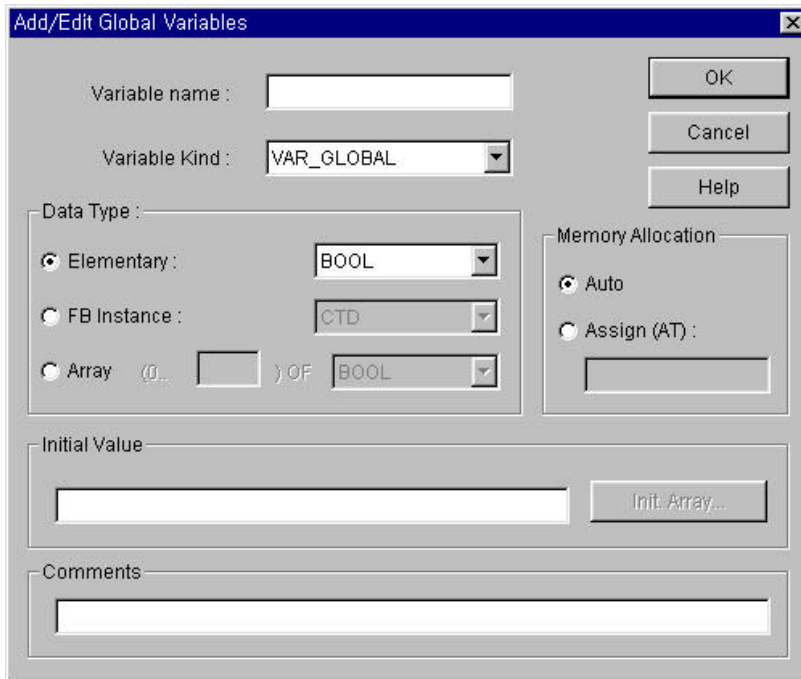 Add/Edit Global Variables
Variable name :
OK
Variable Kind : VAR_GLOBAL
Cancel
Help
Data Type :
Elementary : BOOL
FB Instance : CTD
Array (0.. ) OF BOOL
Memory Allocation
Auto
Assign (AT) :
Initial Value
Init. Array...
Comments